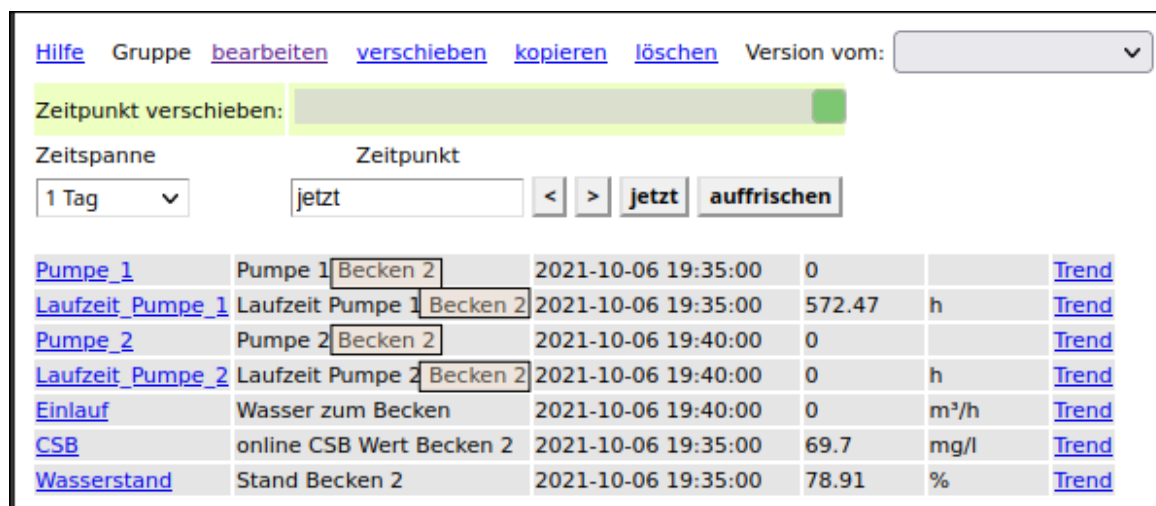 Hilfe Gruppe bearbeiten verschieben kopieren löschen Version vom:
Zeitpunkt verschieben:
Zeitspanne Zeitpunkt
1 Tag jetzt < > jetzt auffrischen
Pumpe_1 Pumpe 1 Becken 2 2021-10-06 19:35:00 0 Trend
Laufzeit_Pumpe_1 Laufzeit Pumpe 1 Becken 2 2021-10-06 19:35:00 572.47 h Trend
Pumpe_2 Pumpe 2 Becken 2 2021-10-06 19:40:00 0 Trend
Laufzeit_Pumpe_2 Laufzeit Pumpe 2 Becken 2 2021-10-06 19:40:00 0 h Trend
Einlauf Wasser zum Becken 2021-10-06 19:40:00 0 m³/h Trend
CSB online CSB Wert Becken 2 2021-10-06 19:35:00 69.7 mg/l Trend
Wasserstand Stand Becken 2 2021-10-06 19:35:00 78.91 % Trend